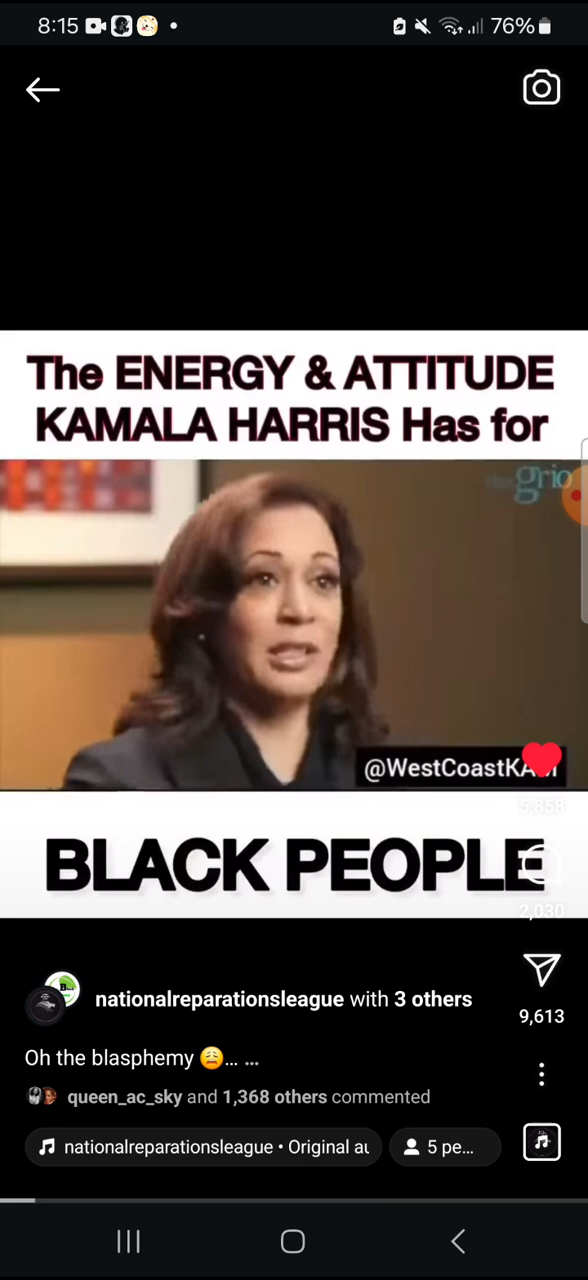 8:15
76%
The ENERGY & ATTITUDE
KAMALA HARRIS Has for
the grio
@WestCoastKAM
5,858
BLACK PEOPLE
2,030
nationalreparationsleague with 3 others
9,613
Oh the blasphemy 😩... ...
queen_ac_sky and 1,368 others commented
nationalreparationsleague • Original au
5 pe...